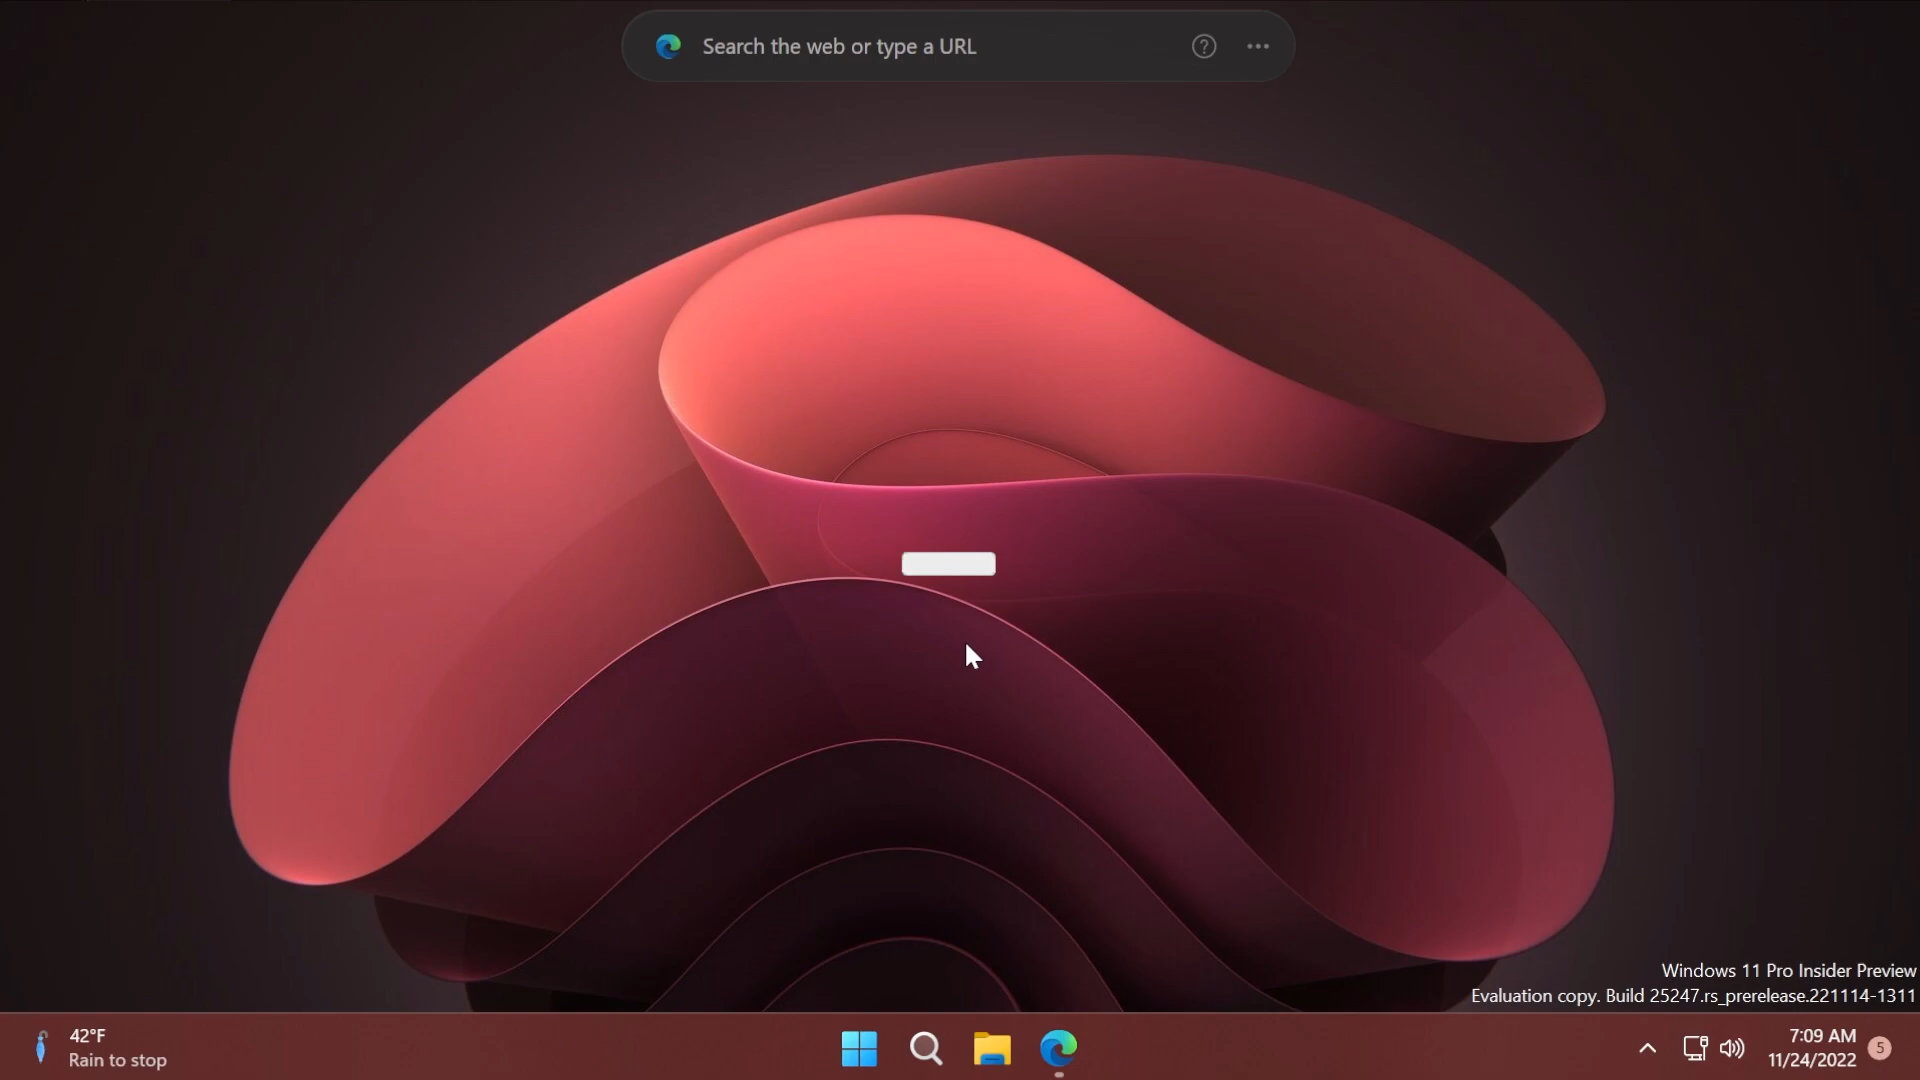 Search the web or type a URL
Windows 11 Pro Insider Preview
Evaluation copy. Build 25247.rs_prerelease.221114-1311
42°F
Rain to stop
7:09 AM
11/24/2022
5